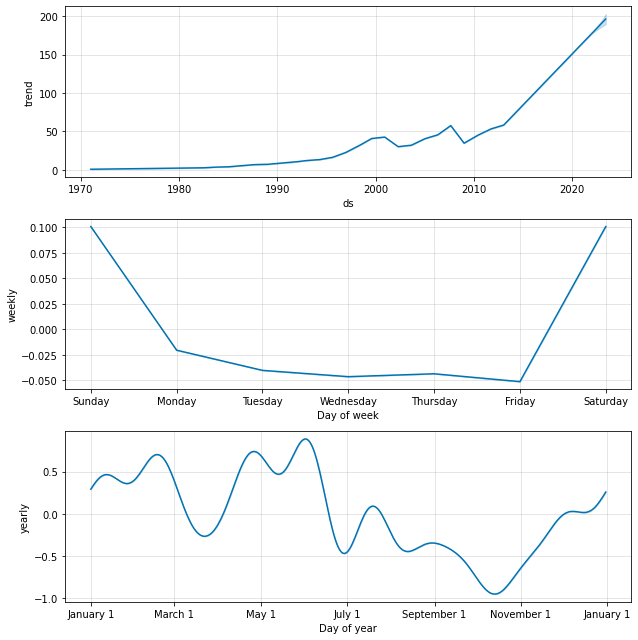 200
150
100
50
0
trend
1970 1980 1990 2000 2010 2020
ds
0.100
0.075
0.050
0.025
0.000
−0.025
−0.050
weekly
Sunday Monday Tuesday Wednesday Thursday Friday Saturday
Day of week
0.5
0.0
−0.5
−1.0
yearly
January 1 March 1 May 1 July 1 September 1 November 1 January 1
Day of year